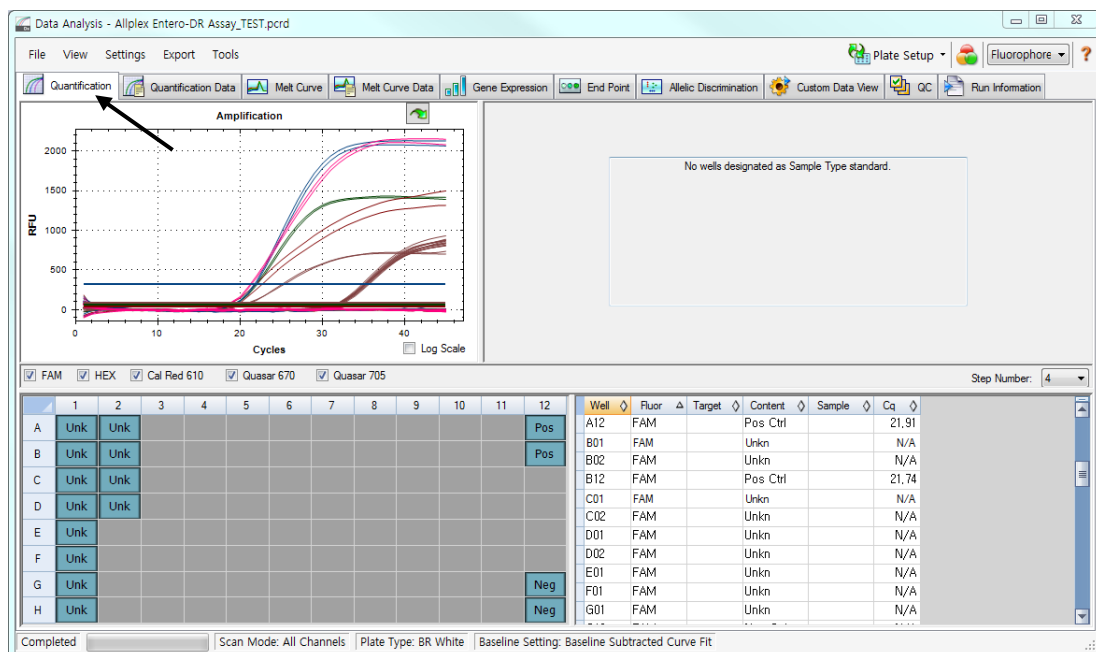 Data Analysis - Allplex Entero-DR Assay_TEST.pcrd
File View Settings Export Tools Plate Setup Fluorophore ?
Quantification Quantification Data Melt Curve Melt Curve Data Gene Expression End Point Allelic Discrimination Custom Data View QC Run Information
Amplification
No wells designated as Sample Type standard.
RFU
2000
1500
1000
500
0
0 10 20 30 40
Cycles
Log Scale
FAM HEX Cal Red 610 Quasar 670 Quasar 705 Step Number: 4
1 2 3 4 5 6 7 8 9 10 11 12
A Unk Unk Pos
B Unk Unk Pos
C Unk Unk
D Unk Unk
E Unk
F Unk
G Unk Neg
H Unk Neg
Well Fluor Target Content Sample Cq
A12 FAM Pos Ctrl 21,91
B01 FAM Unkn N/A
B02 FAM Unkn N/A
B12 FAM Pos Ctrl 21,74
C01 FAM Unkn N/A
C02 FAM Unkn N/A
D01 FAM Unkn N/A
D02 FAM Unkn N/A
E01 FAM Unkn N/A
F01 FAM Unkn N/A
G01 FAM Unkn N/A
Completed Scan Mode: All Channels Plate Type: BR White Baseline Setting: Baseline Subtracted Curve Fit